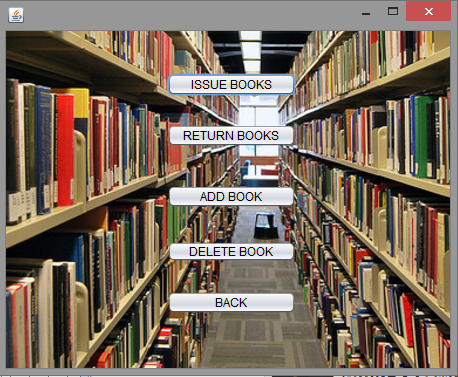 ISSUE BOOKS
RETURN BOOKS
ADD BOOK
DELETE BOOK
BACK